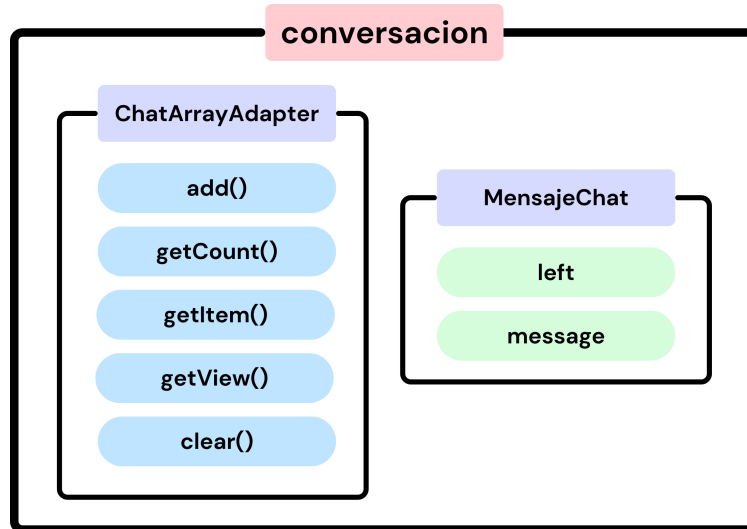 conversacion
ChatArrayAdapter
add()
getCount()
getItem()
getView()
clear()
MensajeChat
left
message